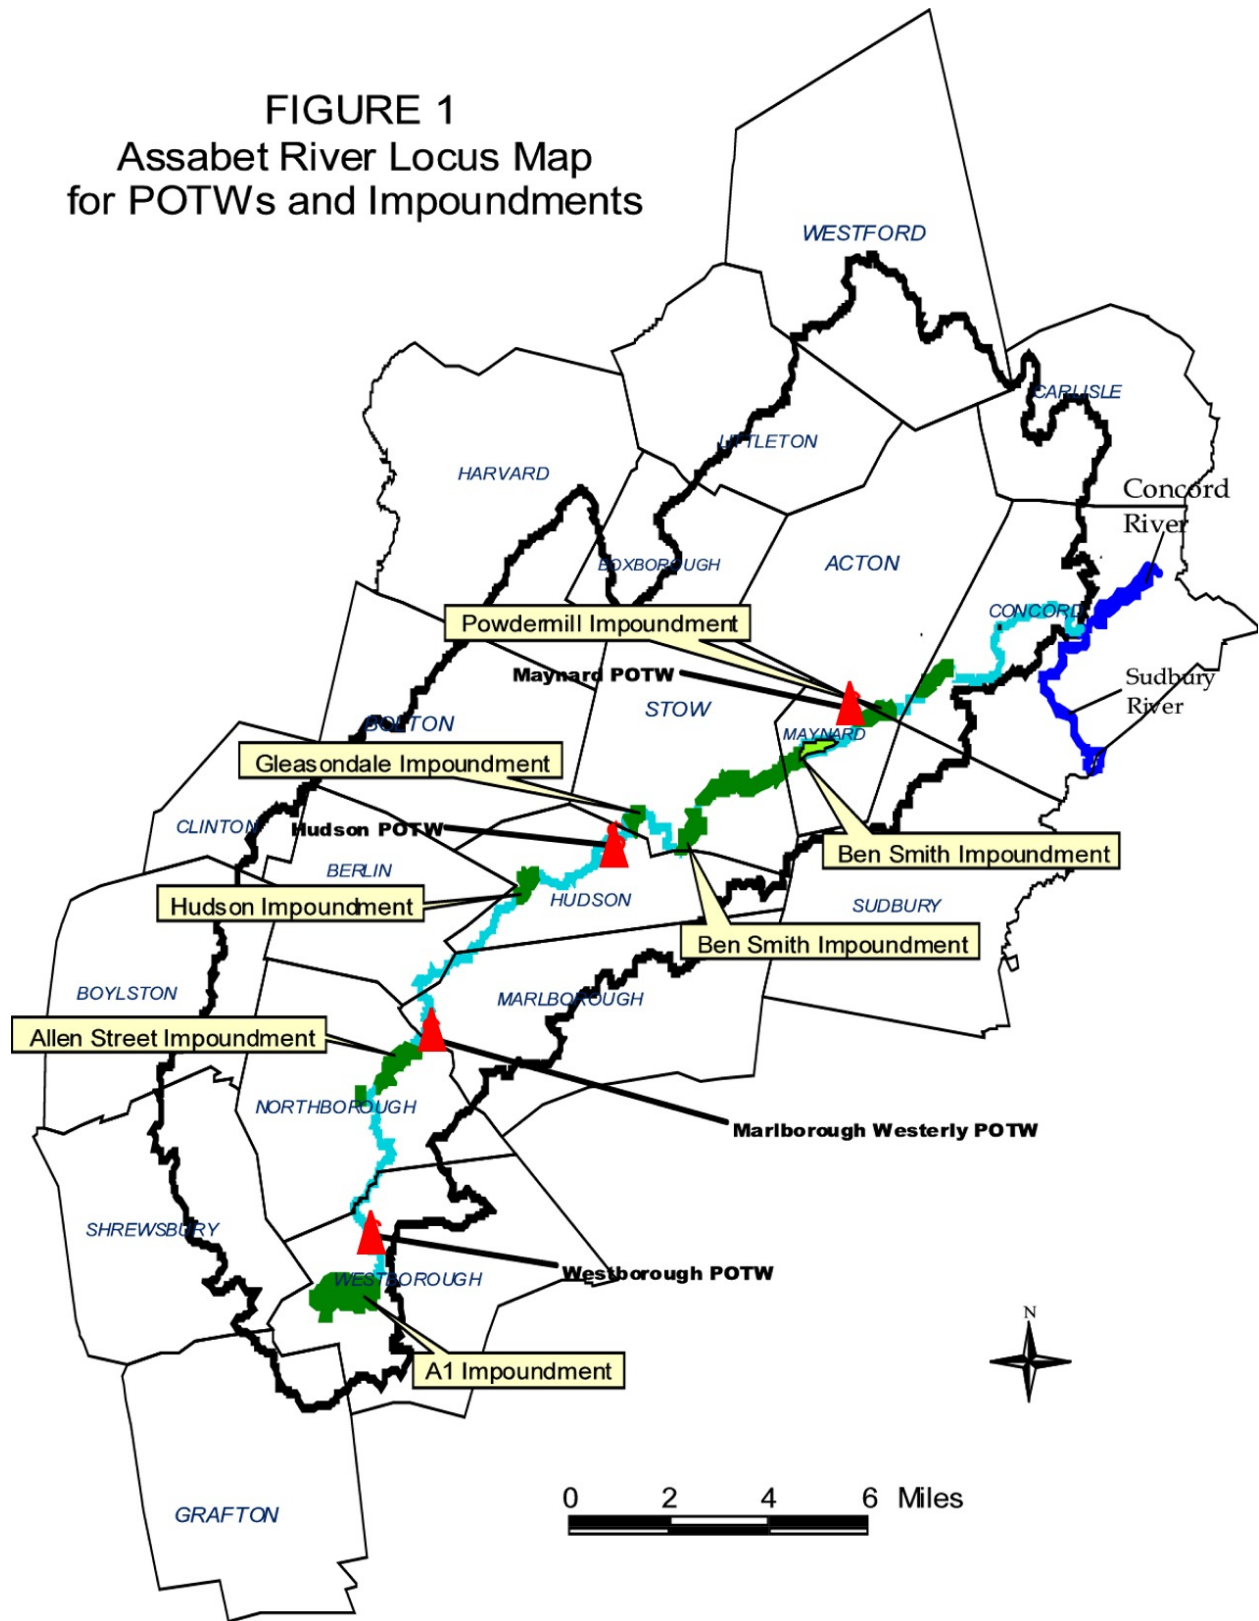 FIGURE 1
Assabet River Locus Map
for POTWs and Impoundments
WESTFORD
CARLISLE
LITTLETON
HARVARD
Concord
River
BOXBOROUGH
ACTON
CONCORD
Powdermill Impoundment
Maynard POTW
Sudbury
River
STOW
BOLTON
MAYNARD
Gleasondale Impoundment
CLINTON
Hudson POTW
Ben Smith Impoundment
BERLIN
Hudson Impoundment
HUDSON
SUDBURY
Ben Smith Impoundment
BOYLSTON
MARLBOROUGH
Allen Street Impoundment
NORTHBOROUGH
Marlborough Westerly POTW
SHREWSBURY
Westborough POTW
WESTBOROUGH
N
A1 Impoundment
0 2 4 6 Miles
GRAFTON